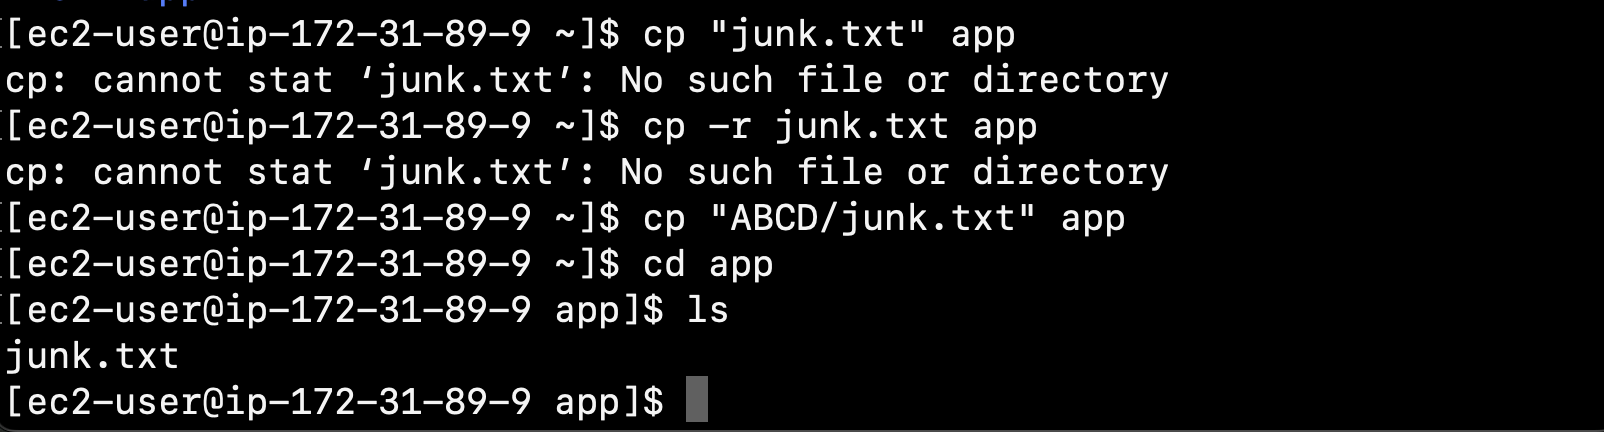 [ec2-user@ip-172-31-89-9 ~]$ cp "junk.txt" app
cp: cannot stat ‘junk.txt’: No such file or directory
[ec2-user@ip-172-31-89-9 ~]$ cp -r junk.txt app
cp: cannot stat ‘junk.txt’: No such file or directory
[ec2-user@ip-172-31-89-9 ~]$ cp "ABCD/junk.txt" app
[ec2-user@ip-172-31-89-9 ~]$ cd app
[ec2-user@ip-172-31-89-9 app]$ ls
junk.txt
[ec2-user@ip-172-31-89-9 app]$